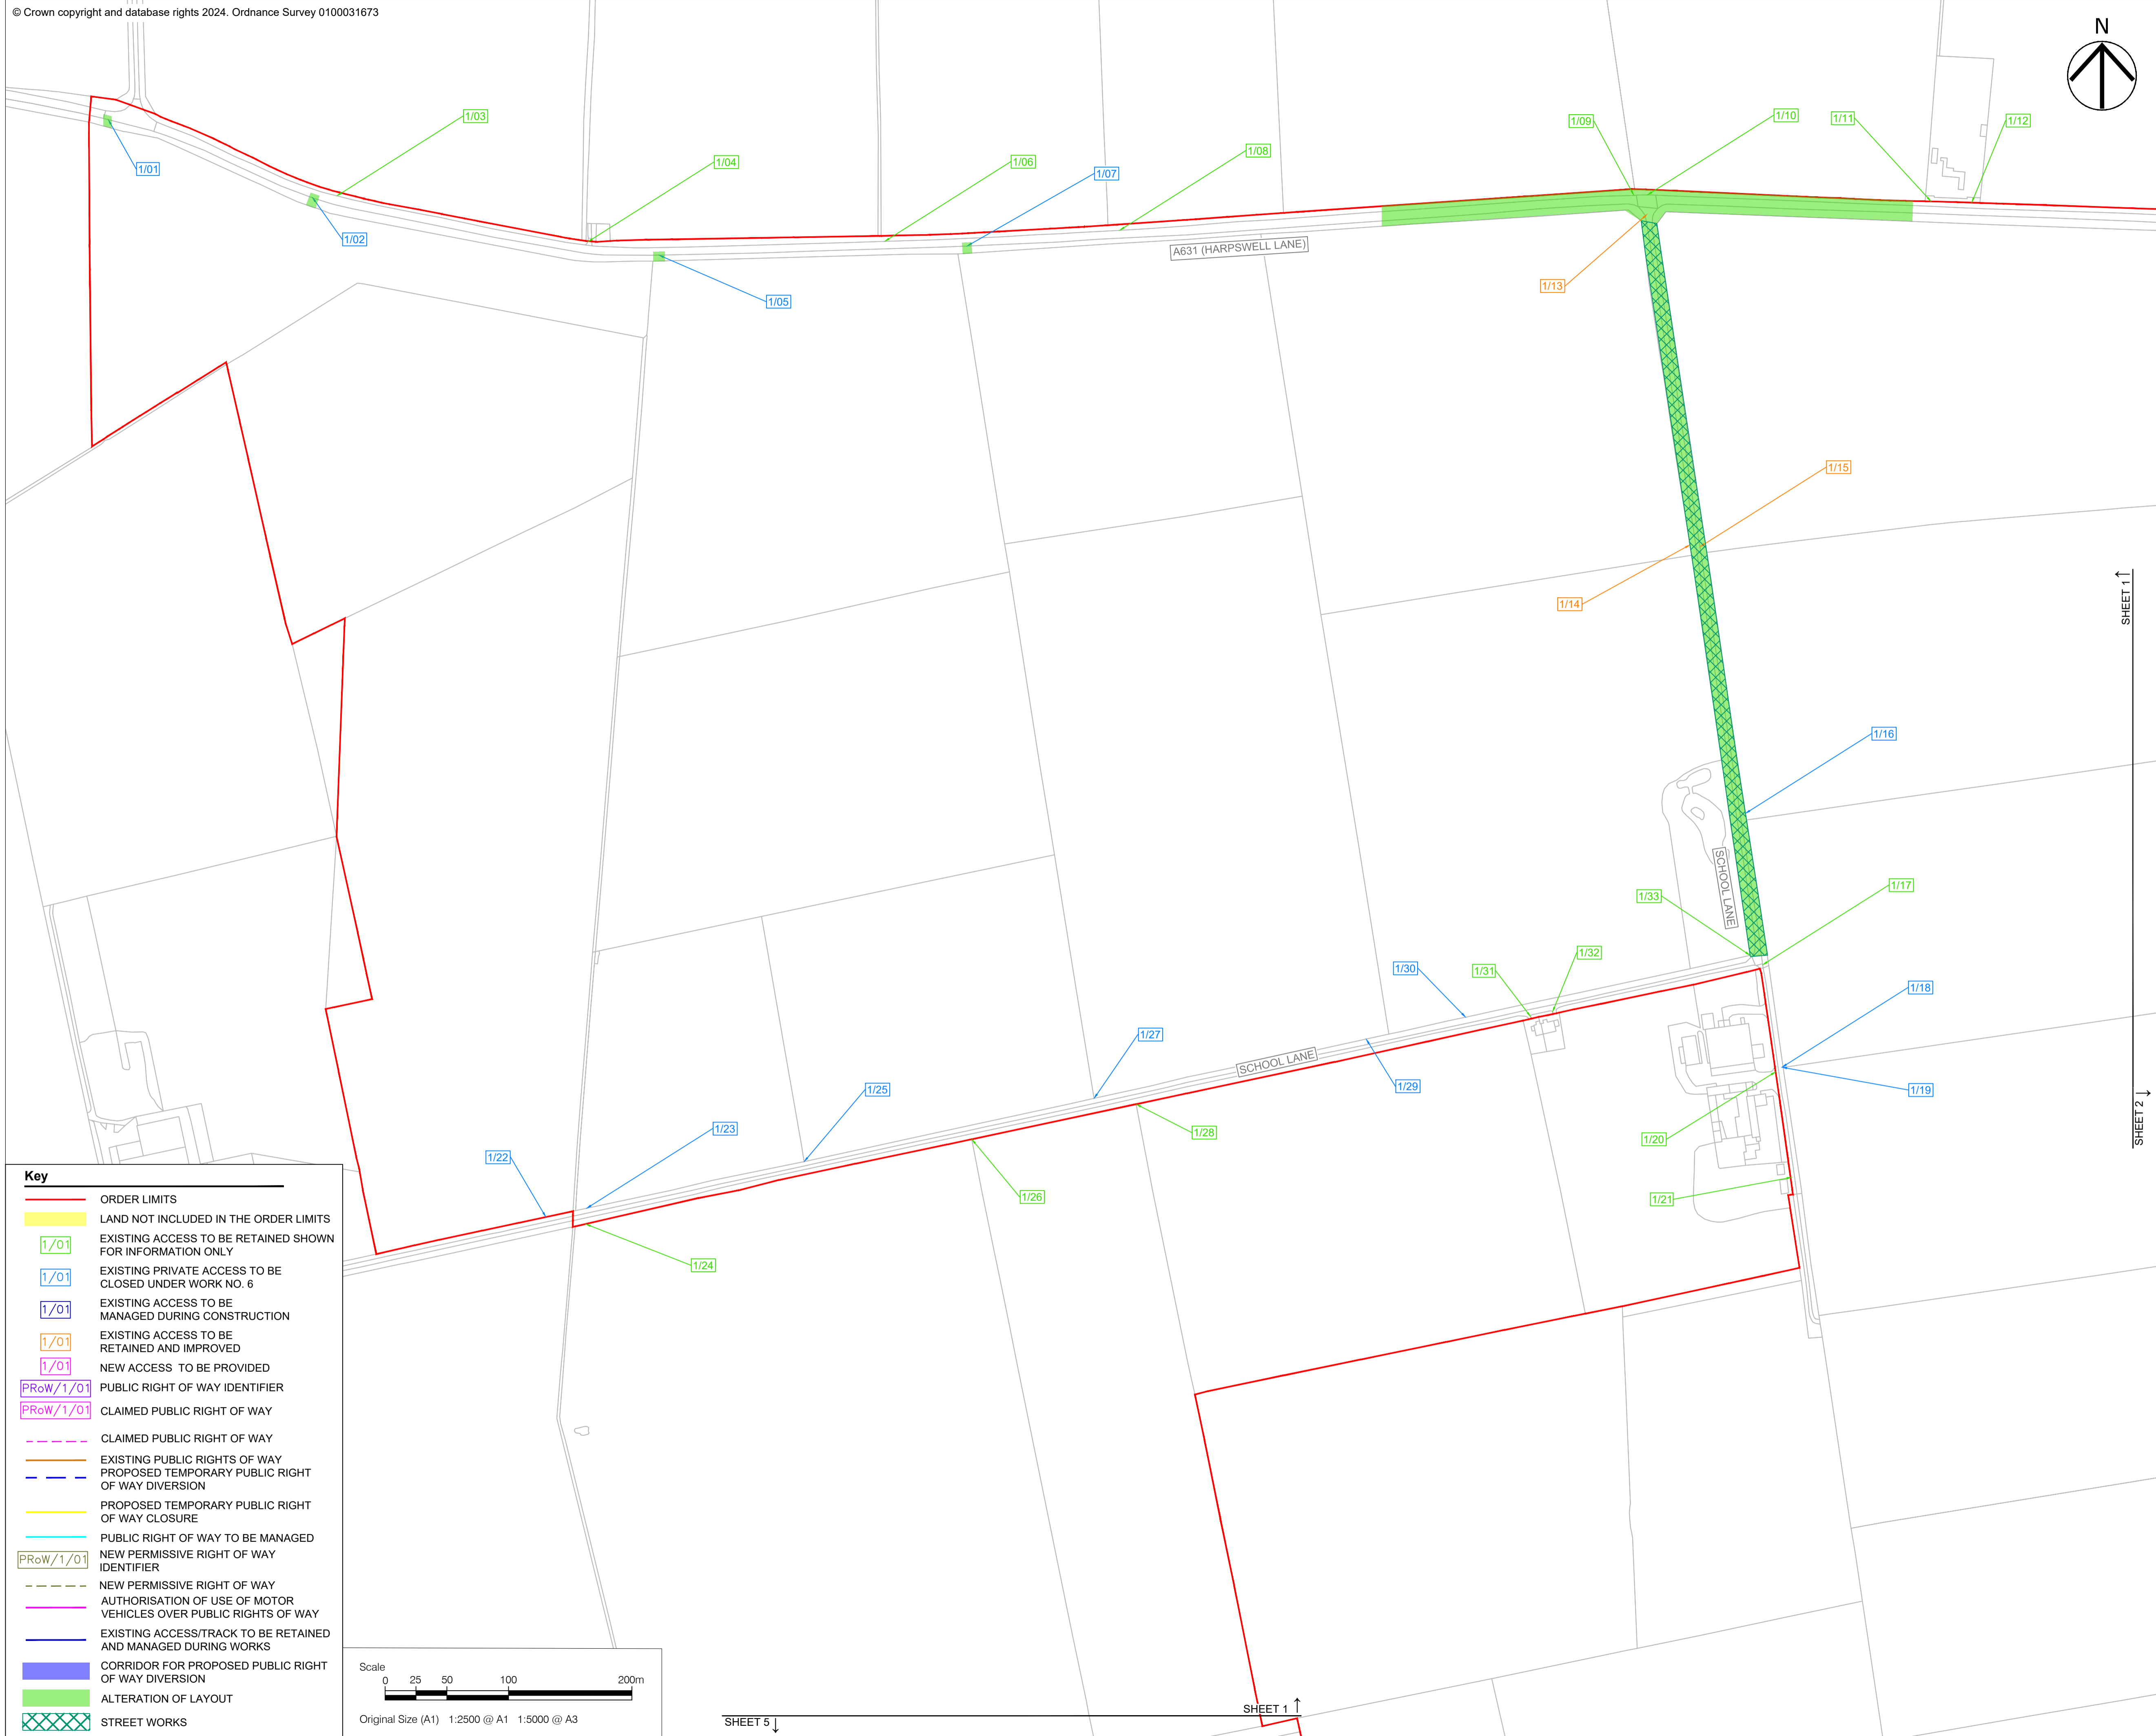 © Crown copyright and database rights 2024. Ordnance Survey 0100031673
N
1/01
1/02
1/03
1/04
1/05
1/06
1/07
1/08
1/09
1/10
1/11
1/12
A631 (HARPSWELL LANE)
1/13
1/15
1/14
SHEET 1
1/16
SCHOOL LANE
1/17
1/33
1/32
1/31
1/30
1/18
1/27
SCHOOL LANE
1/29
1/19
1/25
1/23
1/28
1/20
SHEET 2
1/22
1/26
1/21
1/24
Key
ORDER LIMITS
LAND NOT INCLUDED IN THE ORDER LIMITS
1/01
EXISTING ACCESS TO BE RETAINED SHOWN
FOR INFORMATION ONLY
1/01
EXISTING PRIVATE ACCESS TO BE
CLOSED UNDER WORK NO. 6
1/01
EXISTING ACCESS TO BE
MANAGED DURING CONSTRUCTION
1/01
EXISTING ACCESS TO BE
RETAINED AND IMPROVED
1/01
NEW ACCESS TO BE PROVIDED
PRoW/1/01
PUBLIC RIGHT OF WAY IDENTIFIER
PRoW/1/01
CLAIMED PUBLIC RIGHT OF WAY
CLAIMED PUBLIC RIGHT OF WAY
EXISTING PUBLIC RIGHTS OF WAY
PROPOSED TEMPORARY PUBLIC RIGHT
OF WAY DIVERSION
PROPOSED TEMPORARY PUBLIC RIGHT
OF WAY CLOSURE
PUBLIC RIGHT OF WAY TO BE MANAGED
PRoW/1/01
NEW PERMISSIVE RIGHT OF WAY
IDENTIFIER
NEW PERMISSIVE RIGHT OF WAY
AUTHORISATION OF USE OF MOTOR
VEHICLES OVER PUBLIC RIGHTS OF WAY
EXISTING ACCESS/TRACK TO BE RETAINED
AND MANAGED DURING WORKS
CORRIDOR FOR PROPOSED PUBLIC RIGHT
OF WAY DIVERSION
ALTERATION OF LAYOUT
STREET WORKS
Scale
0 25 50 100 200m
Original Size (A1) 1:2500 @ A1 1:5000 @ A3
SHEET 1
SHEET 5